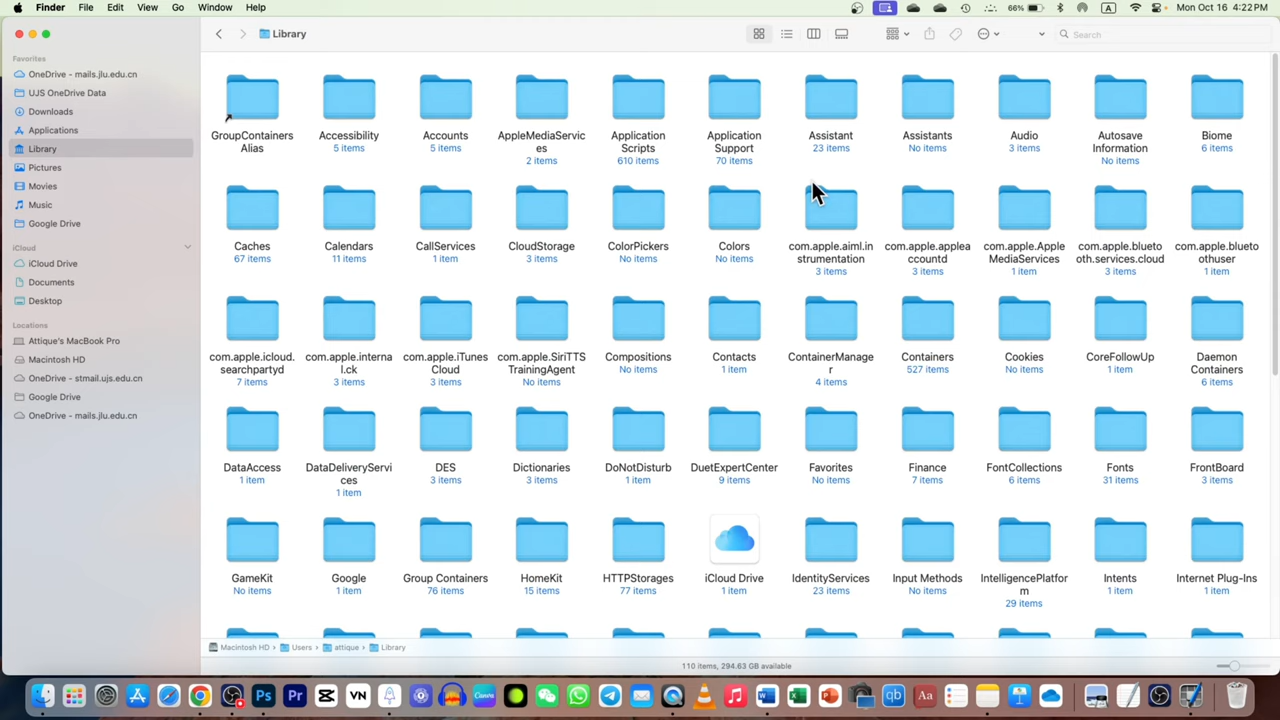 Finder File Edit View Go Window Help
66% A Mon Oct 16 4:22 PM
Library
Search
Favorites
OneDrive - mails.jlu.edu.cn
UJS OneDrive Data
Downloads
Applications
Library
Pictures
Movies
Music
Google Drive
iCloud
iCloud Drive
Documents
Desktop
Locations
Attique's MacBook Pro
Macintosh HD
OneDrive - stmail.ujs.edu.cn
Google Drive
OneDrive - mails.jlu.edu.cn
GroupContainers Accessibility Accounts AppleMediaServic Application Application Assistant Assistants Audio Autosave Biome
Alias 5 items 5 items es Scripts Support 23 items No items 3 items Information 6 items
2 items 610 items 70 items No items
Caches Calendars CallServices CloudStorage ColorPickers Colors com.apple.aiml.in com.apple.applea com.apple.Apple com.apple.blueto com.apple.blueto
67 items 11 items 1 item 3 items No items No items strumentation ccountd MediaServices oth.services.cloud othuser
3 items 3 items 1 item 3 items 1 item
com.apple.icloud. com.apple.interna com.apple.iTunes com.apple.SiriTTS Compositions Contacts ContainerManage Containers Cookies CoreFollowUp Daemon
searchpartyd l.ck Cloud TrainingAgent No items 1 item r 527 items No items 1 item Containers
7 items 3 items 3 items No items 4 items 6 items
DataAccess DataDeliveryServi DES Dictionaries DoNotDisturb DuetExpertCenter Favorites Finance FontCollections Fonts FrontBoard
1 item ces 3 items 3 items 1 item 9 items No items 7 items 6 items 31 items 3 items
1 item
GameKit Google Group Containers HomeKit HTTPStorages iCloud Drive IdentityServices Input Methods IntelligencePlatfor Intents Internet Plug-Ins
No items 1 item 76 items 15 items 77 items 1 item 23 items No items m 1 item 1 item
29 items
Macintosh HD › Users › attique › Library
110 items, 294.63 GB available
Ps Pr VN Canva W X P qb Aa